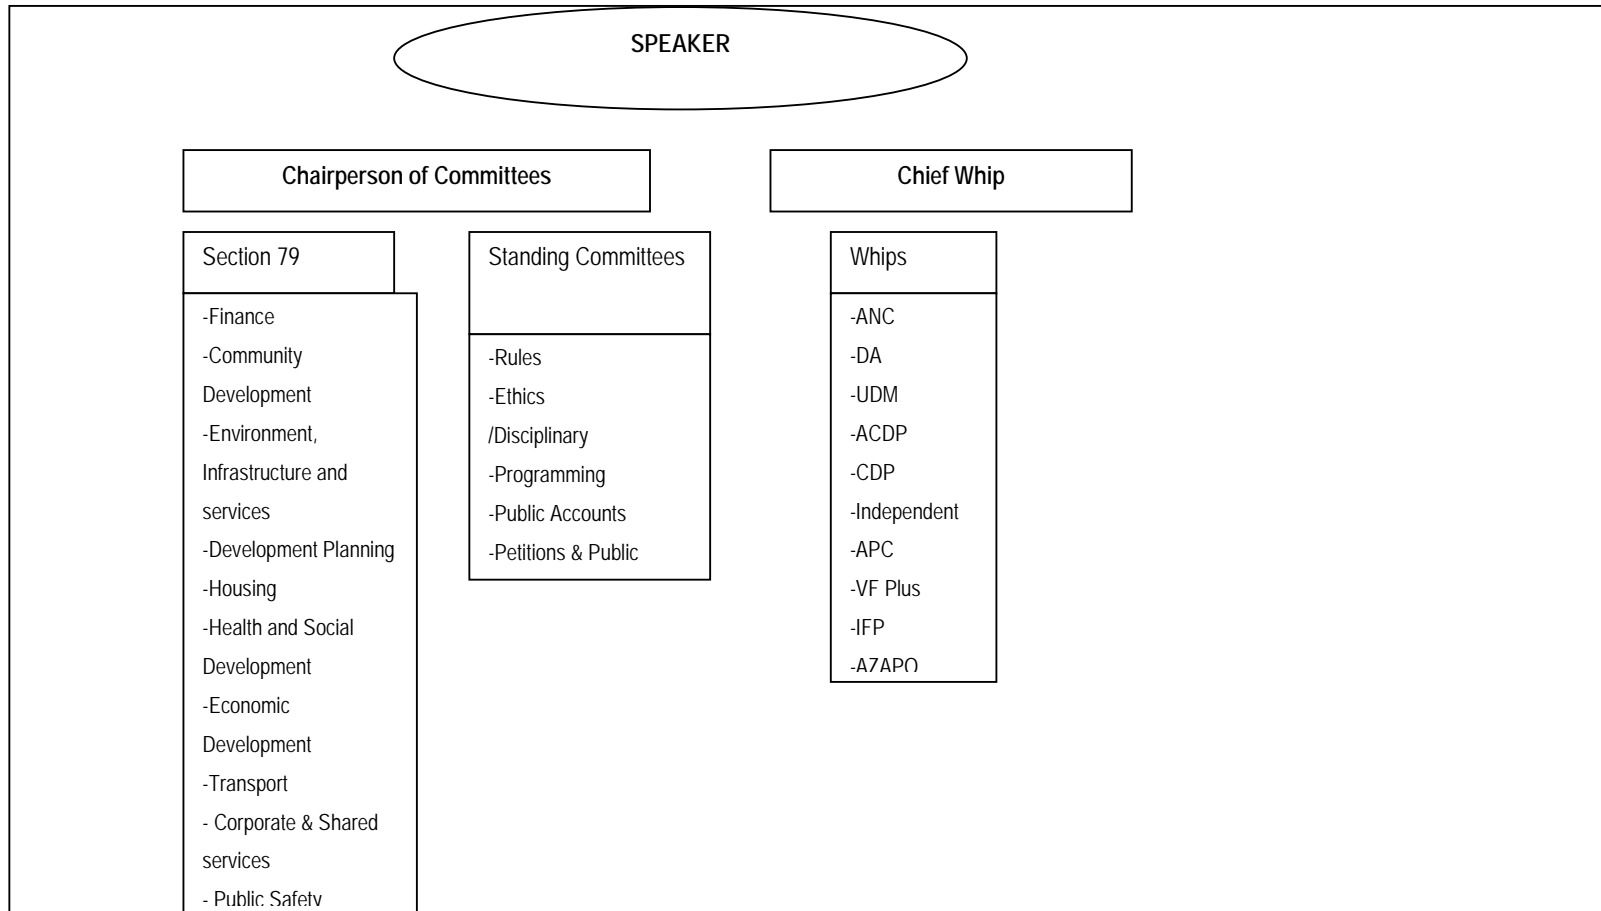 SPEAKER
Chairperson of Committees
Chief Whip
Section 79
-Finance
-Community
Development
-Environment,
Infrastructure and
services
-Development Planning
-Housing
-Health and Social
Development
-Economic
Development
-Transport
- Corporate & Shared
services
- Public Safety
Standing Committees
-Rules
-Ethics
/Disciplinary
-Programming
-Public Accounts
-Petitions & Public
Whips
-ANC
-DA
-UDM
-ACDP
-CDP
-Independent
-APC
-VF Plus
-IFP
-AZAPO